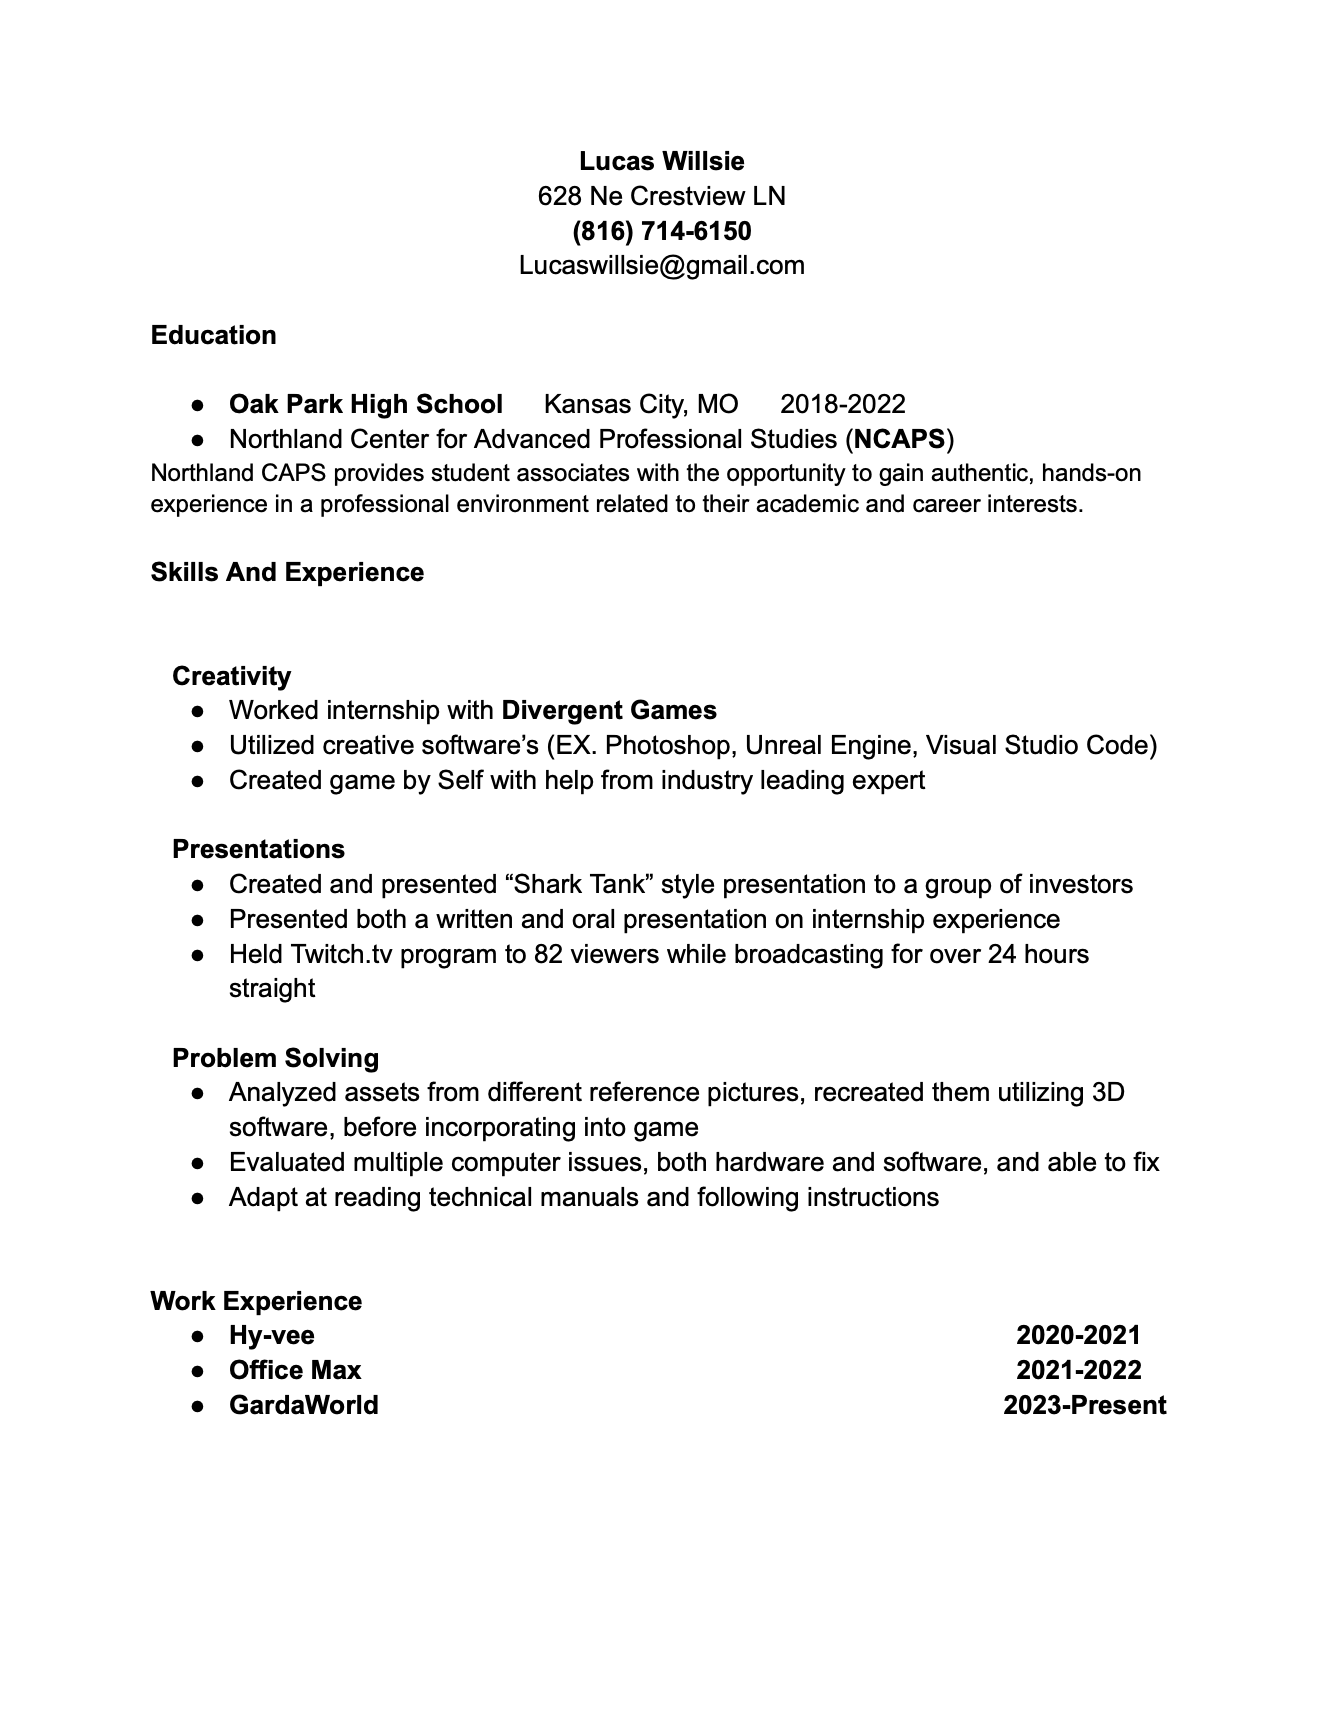 Lucas Willsie
628 Ne Crestview LN
(816) 714-6150
Lucaswillsie@gmail.com
Education
● Oak Park High School Kansas City, MO 2018-2022
● Northland Center for Advanced Professional Studies (NCAPS)
Northland CAPS provides student associates with the opportunity to gain authentic, hands-on
experience in a professional environment related to their academic and career interests.
Skills And Experience
Creativity
● Worked internship with Divergent Games
● Utilized creative software’s (EX. Photoshop, Unreal Engine, Visual Studio Code)
● Created game by Self with help from industry leading expert
Presentations
● Created and presented “Shark Tank” style presentation to a group of investors
● Presented both a written and oral presentation on internship experience
● Held Twitch.tv program to 82 viewers while broadcasting for over 24 hours
straight
Problem Solving
● Analyzed assets from different reference pictures, recreated them utilizing 3D
software, before incorporating into game
● Evaluated multiple computer issues, both hardware and software, and able to fix
● Adapt at reading technical manuals and following instructions
Work Experience
● Hy-vee 2020-2021
● Office Max 2021-2022
● GardaWorld 2023-Present